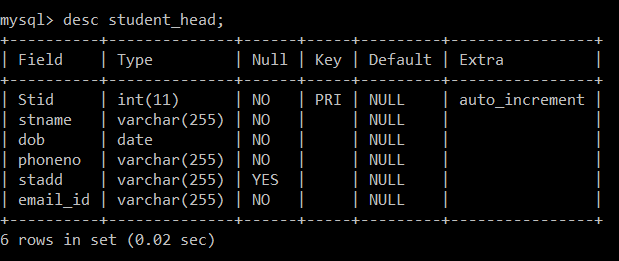 mysql> desc student_head;
+----------+--------------+------+-----+---------+----------------+
| Field    | Type         | Null | Key | Default | Extra          |
+----------+--------------+------+-----+---------+----------------+
| Stid     | int(11)      | NO   | PRI | NULL    | auto_increment |
| stname   | varchar(255) | NO   |     | NULL    |                |
| dob      | date         | NO   |     | NULL    |                |
| phoneno  | varchar(255) | NO   |     | NULL    |                |
| stadd    | varchar(255) | YES  |     | NULL    |                |
| email_id | varchar(255) | NO   |     | NULL    |                |
+----------+--------------+------+-----+---------+----------------+
6 rows in set (0.02 sec)